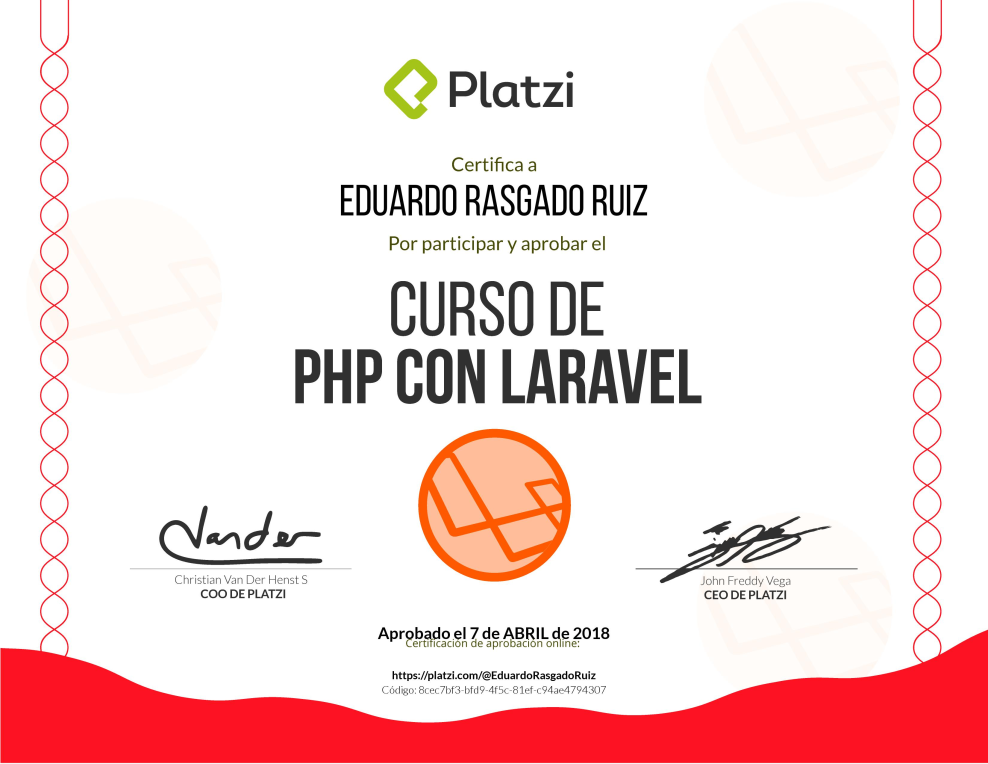 Platzi
Certifica a
EDUARDO RASGADO RUIZ
Por participar y aprobar el
CURSO DE
PHP CON LARAVEL
Vander
Christian Van Der Henst S
COO DE PLATZI
John Freddy Vega
CEO DE PLATZI
Aprobado el 7 de ABRIL de 2018
Certificación de aprobación online:
https://platzi.com/@EduardoRasgadoRuiz
Código: 8cec7bf3-bfd9-4f5c-81ef-c94ae4794307